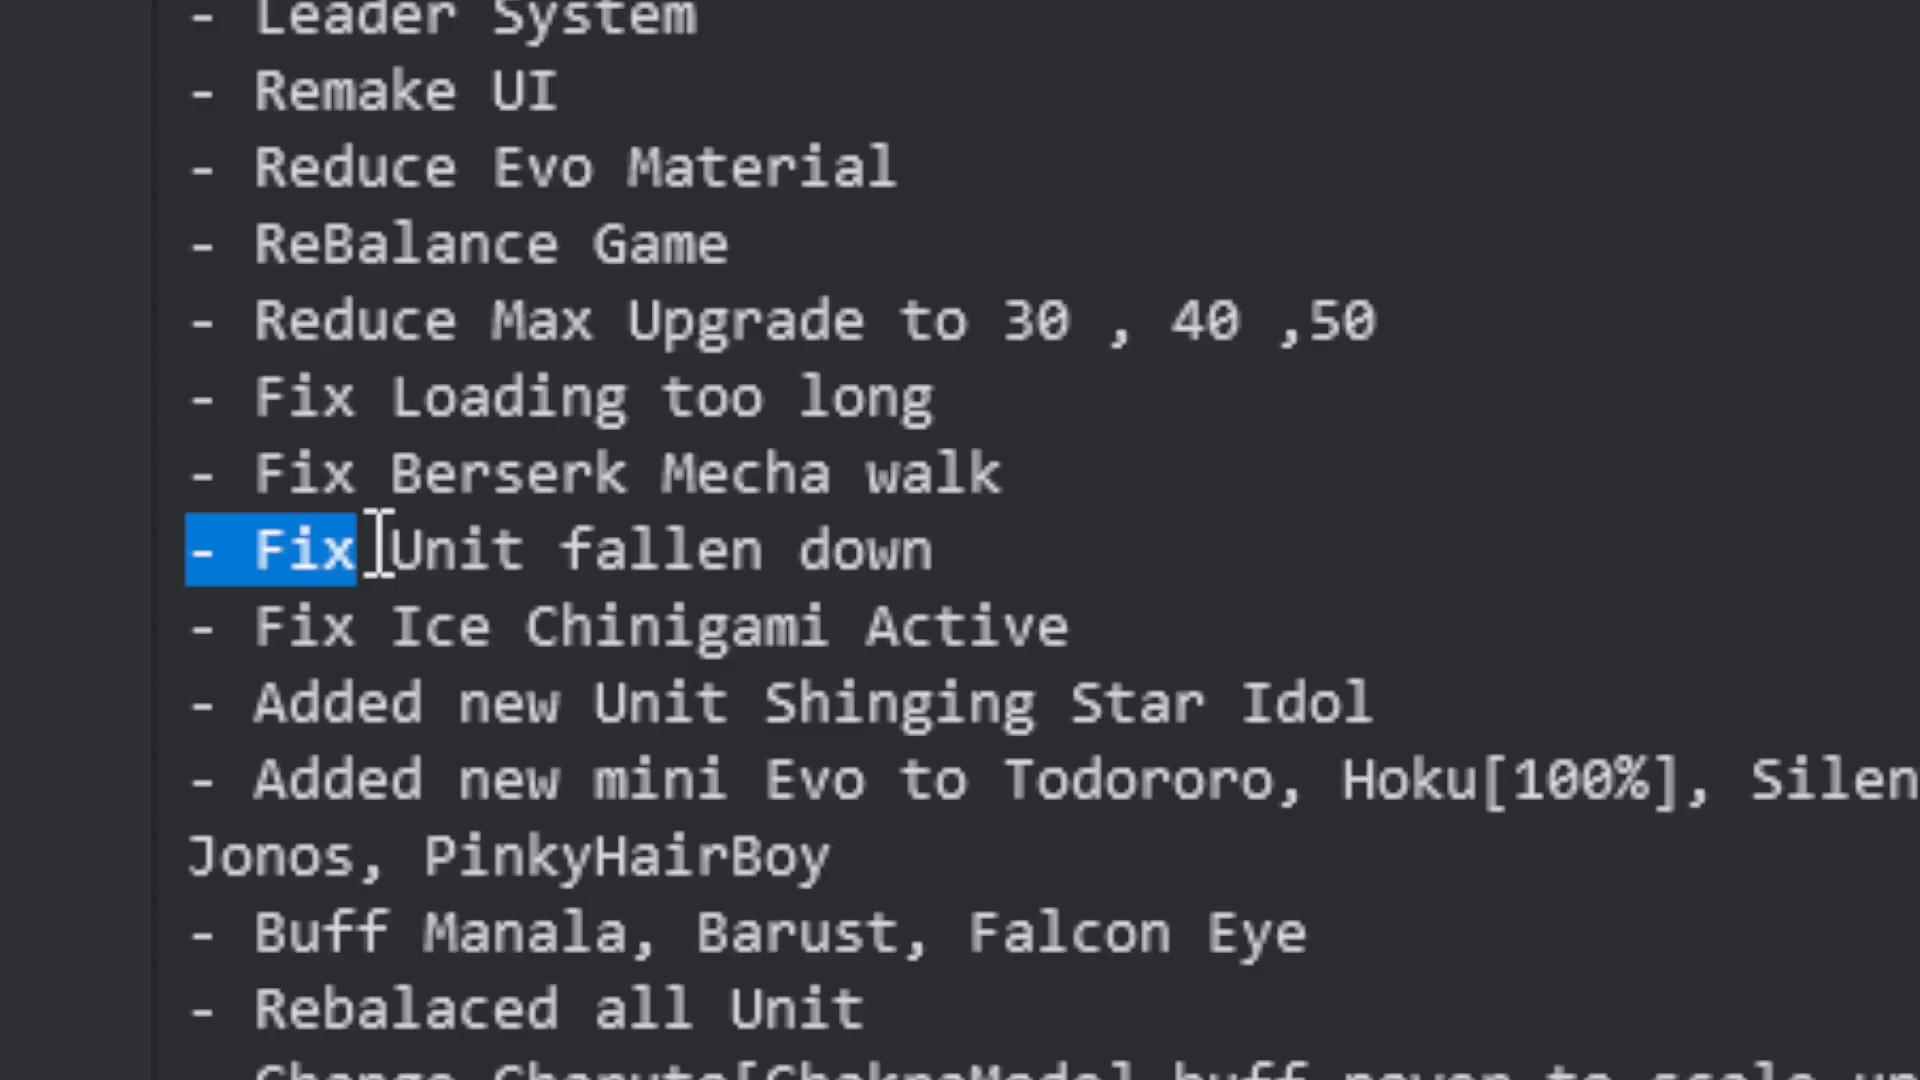 - Leader System
- Remake UI
- Reduce Evo Material
- ReBalance Game
- Reduce Max Upgrade to 30 , 40 ,50
- Fix Loading too long
- Fix Berserk Mecha walk
- Fix Unit fallen down
- Fix Ice Chinigami Active
- Added new Unit Shinging Star Idol
- Added new mini Evo to Todororo, Hoku[100%], Silen
Jonos, PinkyHairBoy
- Buff Manala, Barust, Falcon Eye
- Rebalaced all Unit